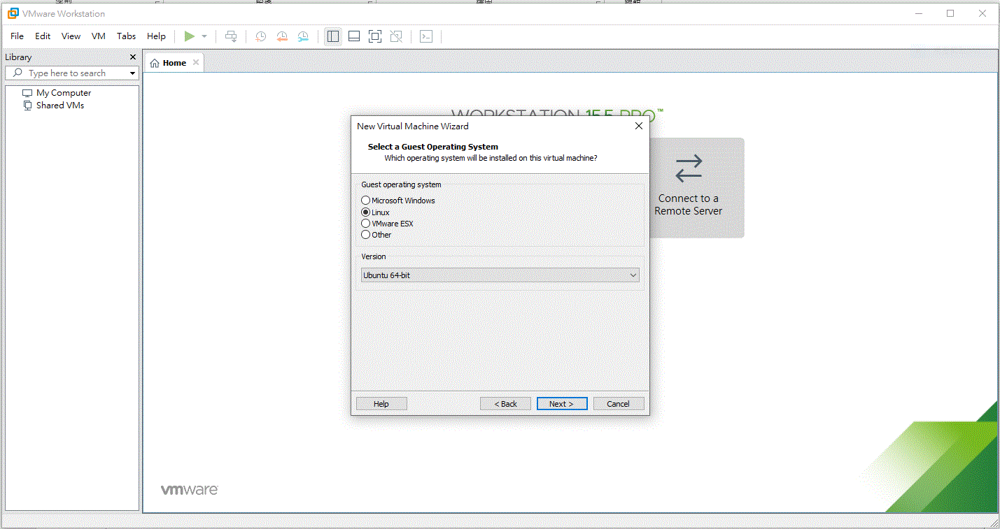 VMware Workstation
File Edit View VM Tabs Help
Library
Type here to search
My Computer
Shared VMs
Home
WORKSTATION 15.5 PRO™
New Virtual Machine Wizard
Select a Guest Operating System
Which operating system will be installed on this virtual machine?
Guest operating system
Microsoft Windows
Linux
VMware ESX
Other
Version
Ubuntu 64-bit
Help
< Back
Next >
Cancel
Connect to a
Remote Server
vmware